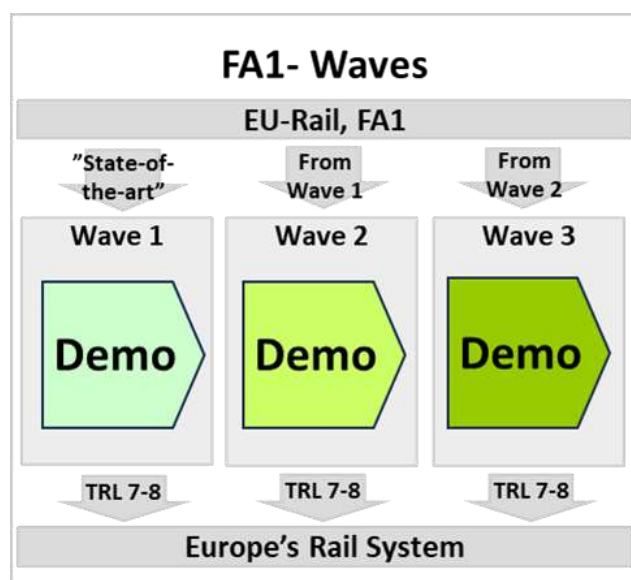 FA1- Waves
EU-Rail, FA1
”State-of-
the-art”
From
Wave 1
From
Wave 2
Wave 1
Wave 2
Wave 3
Demo
Demo
Demo
TRL 7-8
TRL 7-8
TRL 7-8
Europe’s Rail System